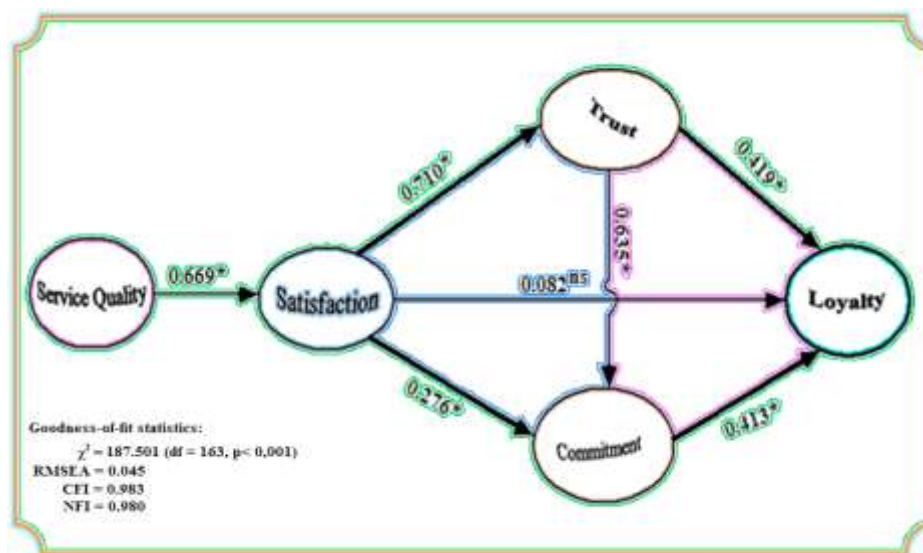 Trust
0.710*
0.419*
0.635*
Service Quality
0.669*
Satisfaction
0.082ns
Loyalty
0.276*
0.413*
Commitment
Goodness-of-fit statistics:
χ² = 187.501 (df = 163, p< 0,001)
RMSEA = 0.045
CFI = 0.983
NFI = 0.980